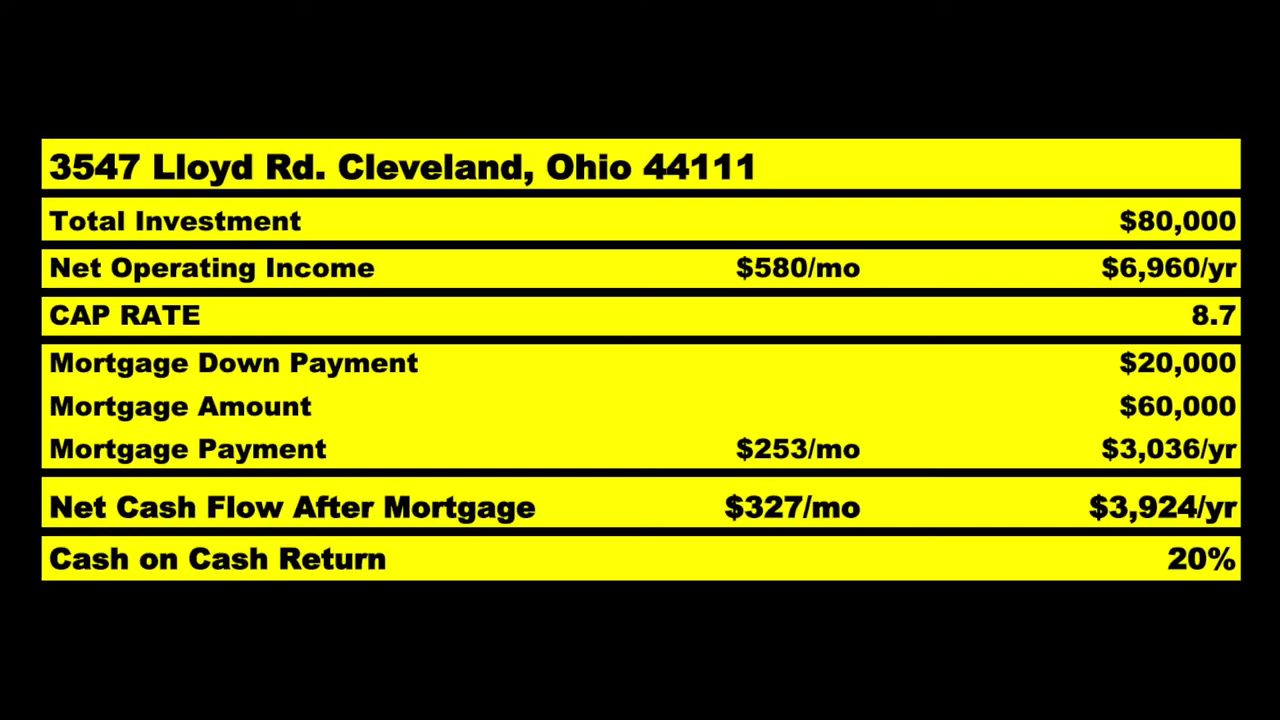 3547 Lloyd Rd. Cleveland, Ohio 44111
Total Investment $80,000
Net Operating Income $580/mo $6,960/yr
CAP RATE 8.7
Mortgage Down Payment $20,000
Mortgage Amount $60,000
Mortgage Payment $253/mo $3,036/yr
Net Cash Flow After Mortgage $327/mo $3,924/yr
Cash on Cash Return 20%